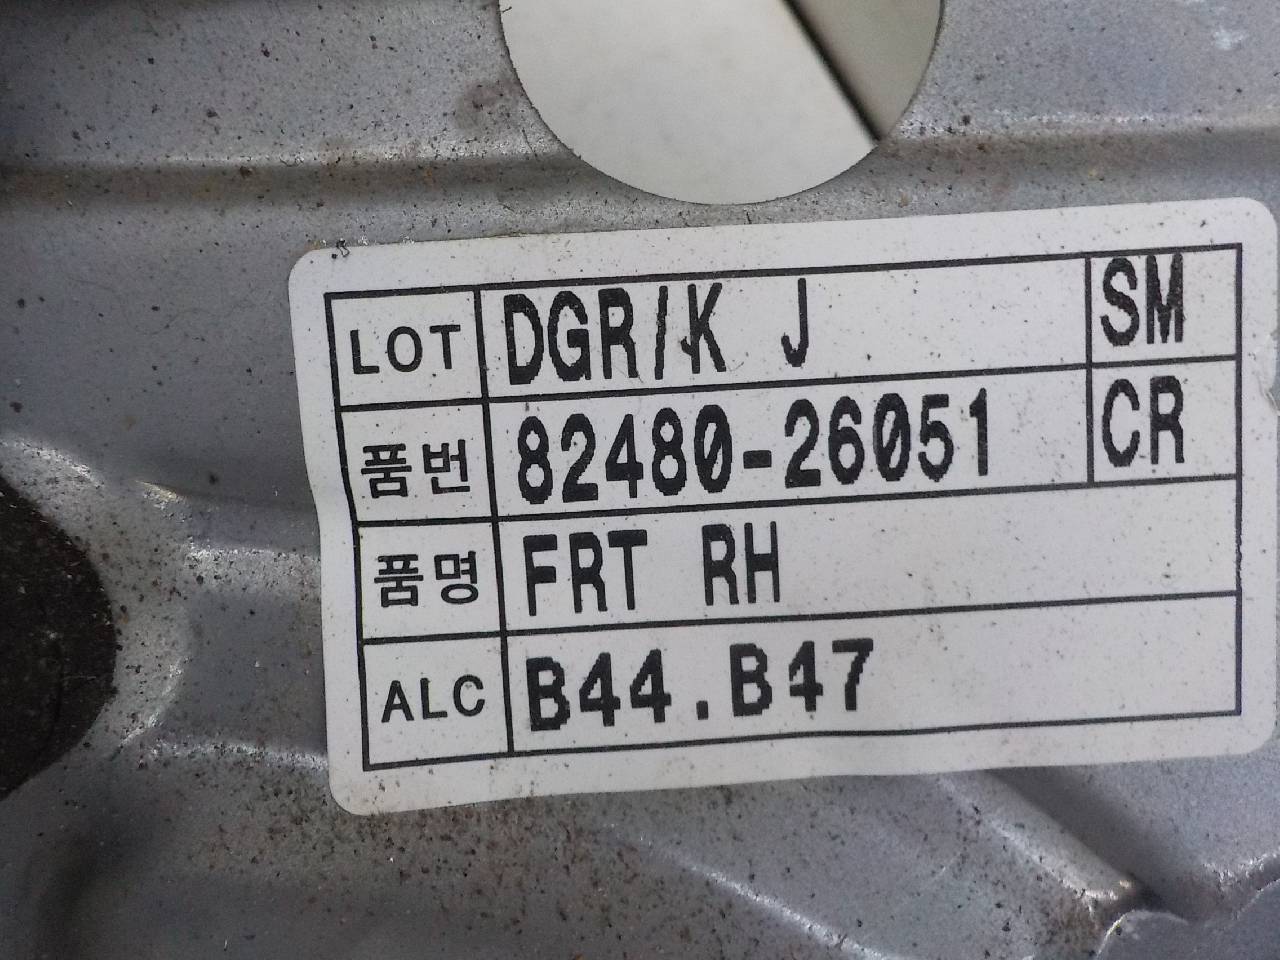 LOT DGR/K J SM
품번 82480-26051 CR
품명 FRT RH
ALC B44.B47